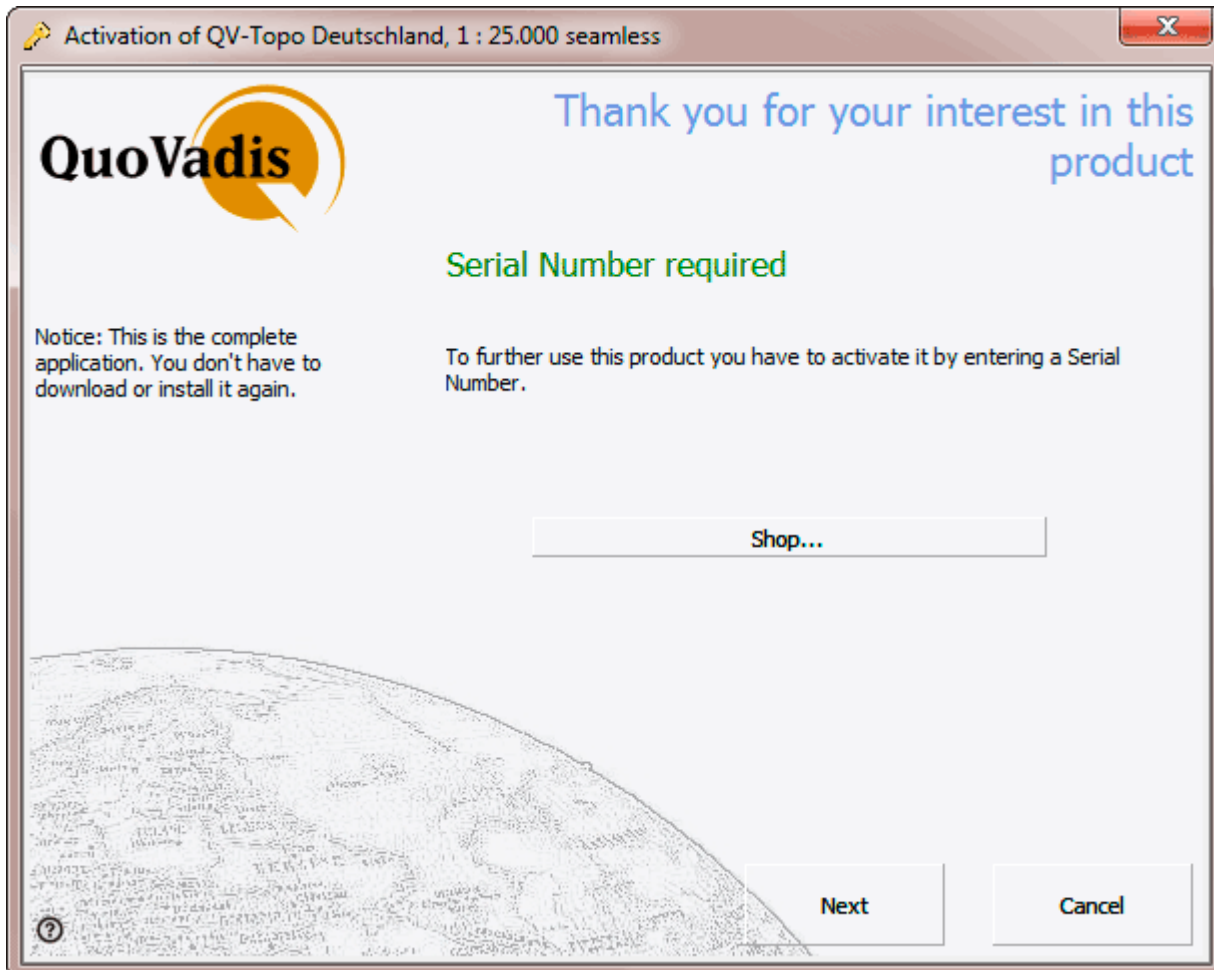 Activation of QV-Topo Deutschland, 1 : 25.000 seamless
QuoVadis
Thank you for your interest in this
product
Serial Number required
Notice: This is the complete
application. You don't have to
download or install it again.
To further use this product you have to activate it by entering a Serial
Number.
Shop...
Next
Cancel